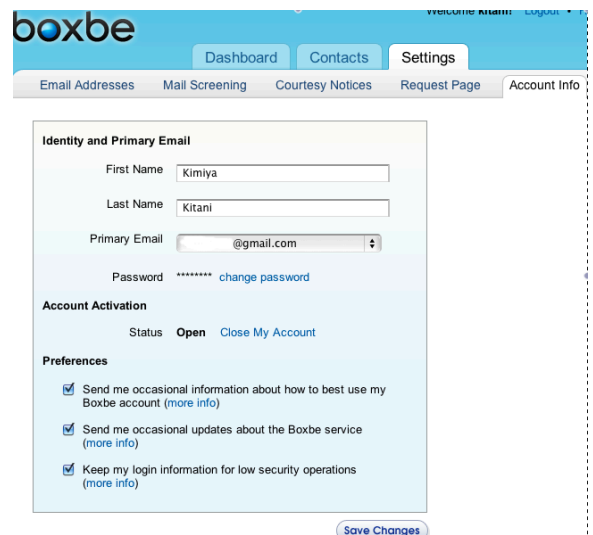 Welcome kitani! Logout •
boxbe
Dashboard Contacts Settings
Email Addresses Mail Screening Courtesy Notices Request Page Account Info
Identity and Primary Email
First Name Kimiya
Last Name Kitani
Primary Email @gmail.com
Password ******** change password
Account Activation
Status Open Close My Account
Preferences
Send me occasional information about how to best use my
Boxbe account (more info)
Send me occasional updates about the Boxbe service
(more info)
Keep my login information for low security operations
(more info)
Save Changes